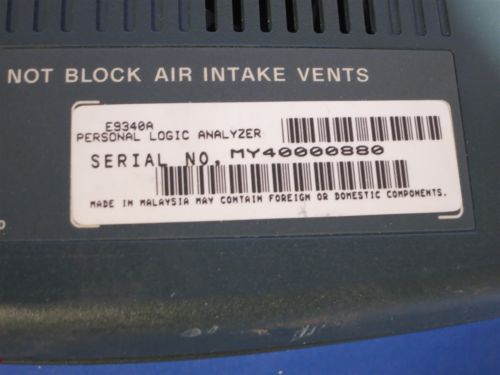 NOT BLOCK AIR INTAKE VENTS
E9340A
PERSONAL LOGIC ANALYZER
SERIAL NO. MY40000880
MADE IN MALAYSIA MAY CONTAIN FOREIGN OR DOMESTIC COMPONENTS.